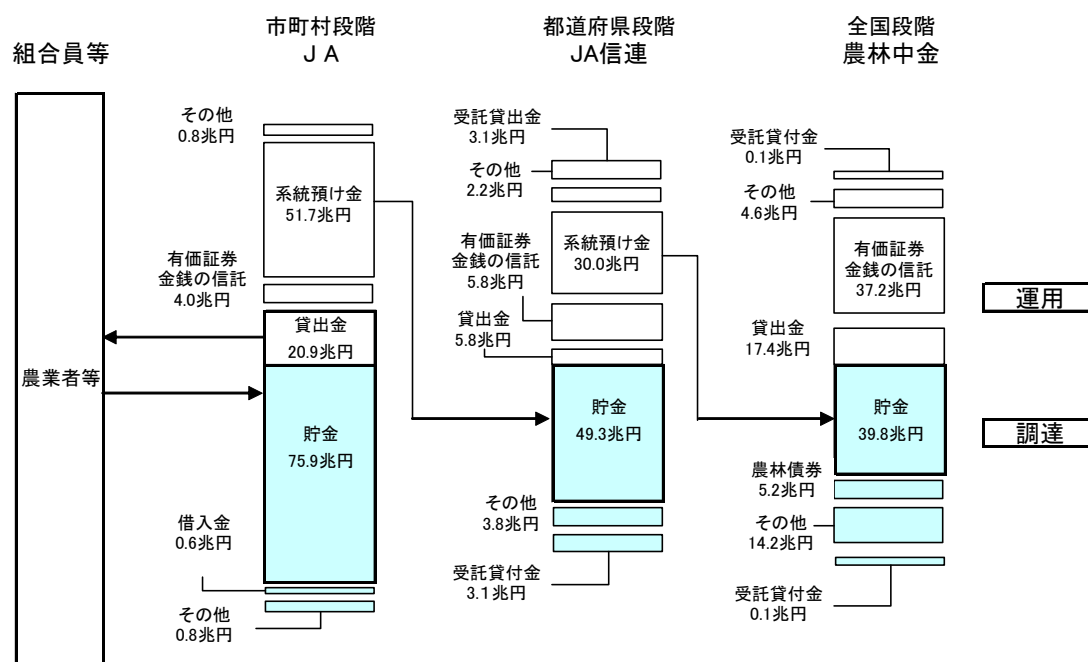 組合員等
市町村段階
JA
都道府県段階
JA信連
全国段階
農林中金
農業者等
その他
0.8兆円
系統預け金
51.7兆円
有価証券
金銭の信託
4.0兆円
貸出金
20.9兆円
貯金
75.9兆円
借入金
0.6兆円
その他
0.8兆円
受託貸出金
3.1兆円
その他
2.2兆円
系統預け金
30.0兆円
有価証券
金銭の信託
5.8兆円
貸出金
5.8兆円
貯金
49.3兆円
その他
3.8兆円
受託貸付金
3.1兆円
受託貸付金
0.1兆円
その他
4.6兆円
有価証券
金銭の信託
37.2兆円
貸出金
17.4兆円
貯金
39.8兆円
農林債券
5.2兆円
その他
14.2兆円
受託貸付金
0.1兆円
運用
調達